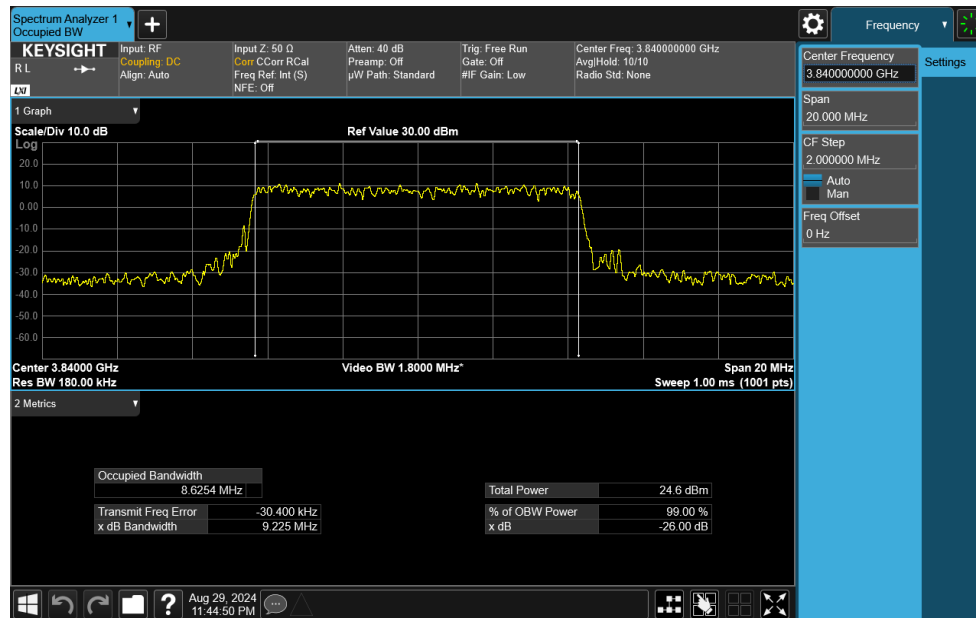 Spectrum Analyzer 1
Occupied BW
Frequency
KEYSIGHT
R L
LXI
Input: RF
Coupling: DC
Align: Auto
Input Z: 50 Ω
Corr CCorr RCal
Freq Ref: Int (S)
NFE: Off
Atten: 40 dB
Preamp: Off
µW Path: Standard
Trig: Free Run
Gate: Off
#IF Gain: Low
Center Freq: 3.840000000 GHz
Avg|Hold: 10/10
Radio Std: None
Center Frequency
3.840000000 GHz
Settings
Span
20.000 MHz
CF Step
2.000000 MHz
Auto
Man
Freq Offset
0 Hz
1 Graph
Scale/Div 10.0 dB
Ref Value 30.00 dBm
Log
20.0
10.0
0.00
-10.0
-20.0
-30.0
-40.0
-50.0
-60.0
Center 3.84000 GHz
Video BW 1.8000 MHz*
Span 20 MHz
Res BW 180.00 kHz
Sweep 1.00 ms (1001 pts)
2 Metrics
Occupied Bandwidth
8.6254 MHz
Total Power 24.6 dBm
Transmit Freq Error -30.400 kHz
% of OBW Power 99.00 %
x dB Bandwidth 9.225 MHz
x dB -26.00 dB
?
Aug 29, 2024
11:44:50 PM